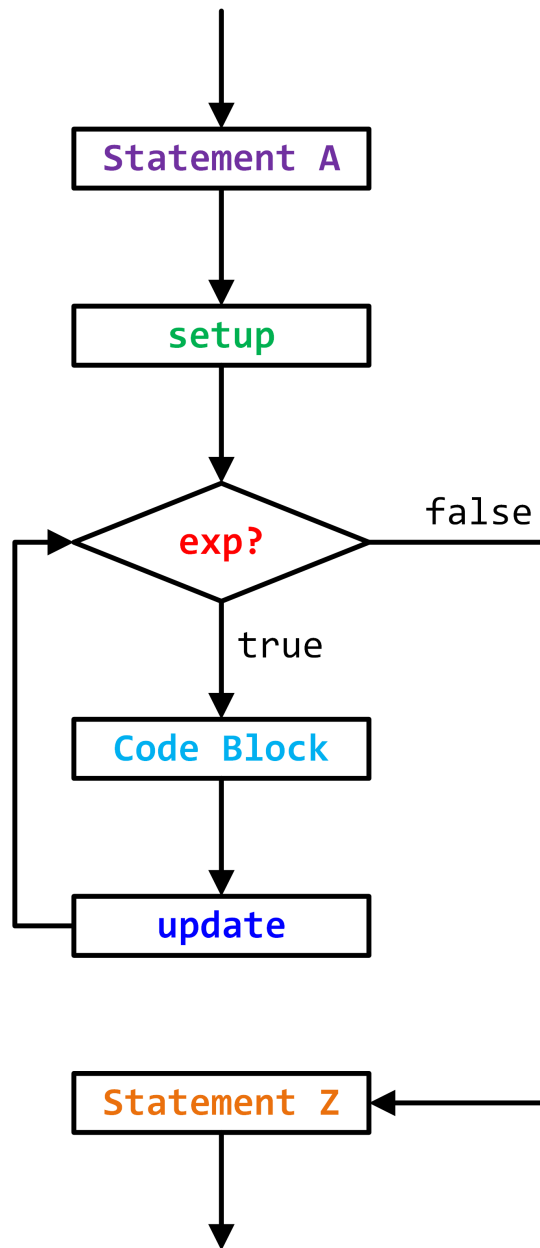 Statement A
setup
exp?
false
true
Code Block
update
Statement Z